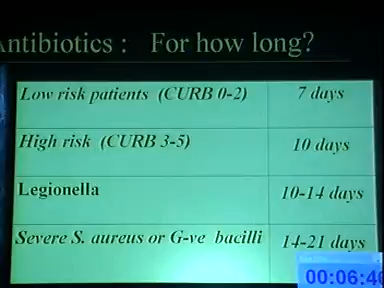 Antibiotics : For how long?
Low risk patients (CURB 0-2) 7 days
High risk (CURB 3-5) 10 days
Legionella 10-14 days
Severe S. aureus or G-ve bacilli 14-21 days
00:06:4